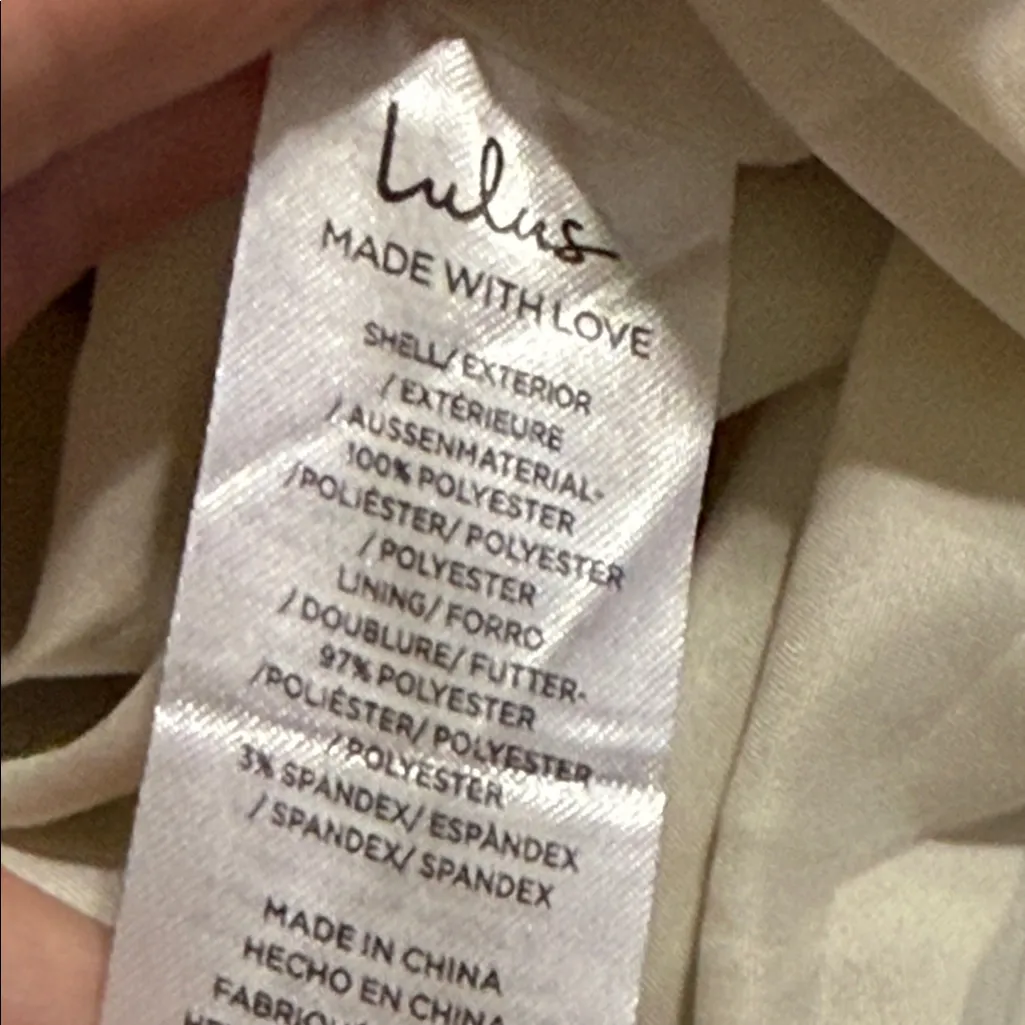 Lulus
MADE WITH LOVE
SHELL/ EXTERIOR
/ EXTÉRIEURE
/ AUSSENMATERIAL-
100% POLYESTER
/POLIÉSTER/ POLYESTER
/ POLYESTER
LINING/ FORRO
/ DOUBLURE/ FUTTER-
97% POLYESTER
/POLIÉSTER/ POLYESTER
/ POLYESTER
3% SPANDEX/ ESPÁNDEX
/ SPANDEX/ SPANDEX
MADE IN CHINA
HECHO EN CHINA